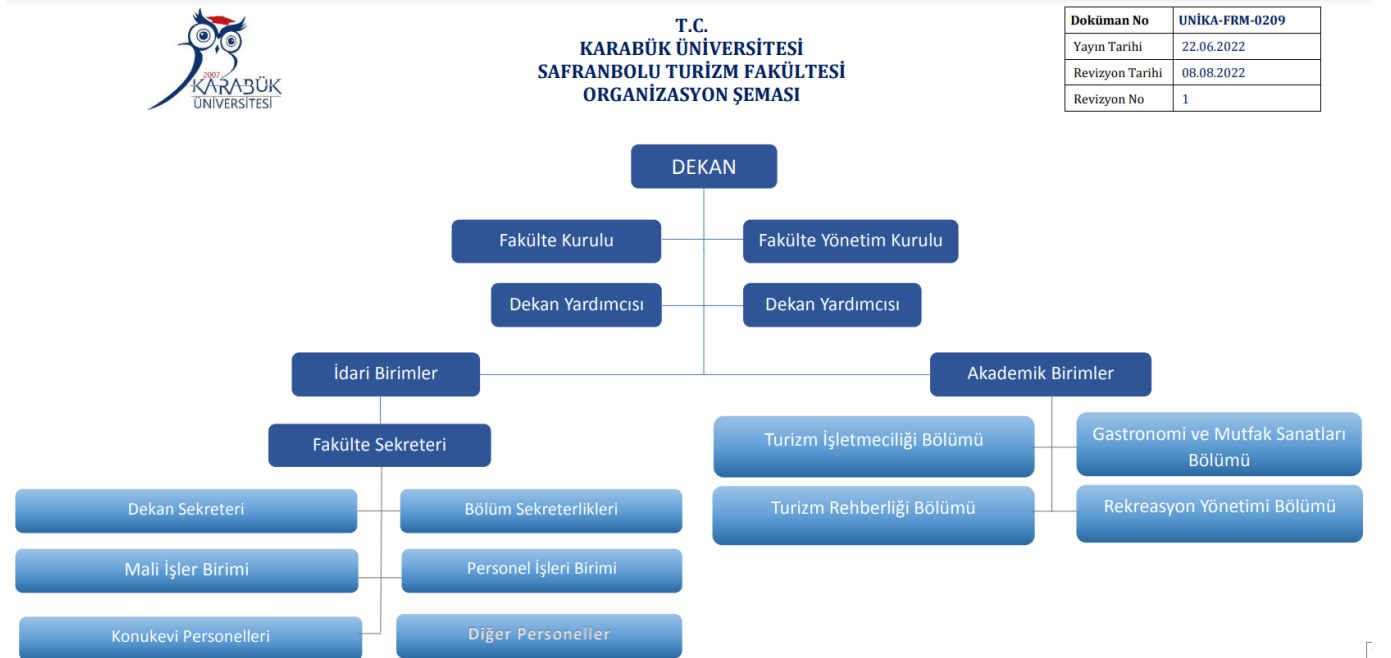 2007
KARABÜK
ÜNİVERSİTESİ
T.C.
KARABÜK ÜNİVERSİTESİ
SAFRANBOLU TURİZM FAKÜLTESİ
ORGANİZASYON ŞEMASI
Doküman No UNİKA-FRM-0209
Yayın Tarihi 22.06.2022
Revizyon Tarihi 08.08.2022
Revizyon No 1
DEKAN
Fakülte Kurulu
Fakülte Yönetim Kurulu
Dekan Yardımcısı
Dekan Yardımcısı
İdari Birimler
Akademik Birimler
Fakülte Sekreteri
Turizm İşletmeciliği Bölümü
Gastronomi ve Mutfak Sanatları
Bölümü
Dekan Sekreteri
Bölüm Sekreterlikleri
Turizm Rehberliği Bölümü
Rekreasyon Yönetimi Bölümü
Mali İşler Birimi
Personel İşleri Birimi
Konukevi Personelleri
Diğer Personeller